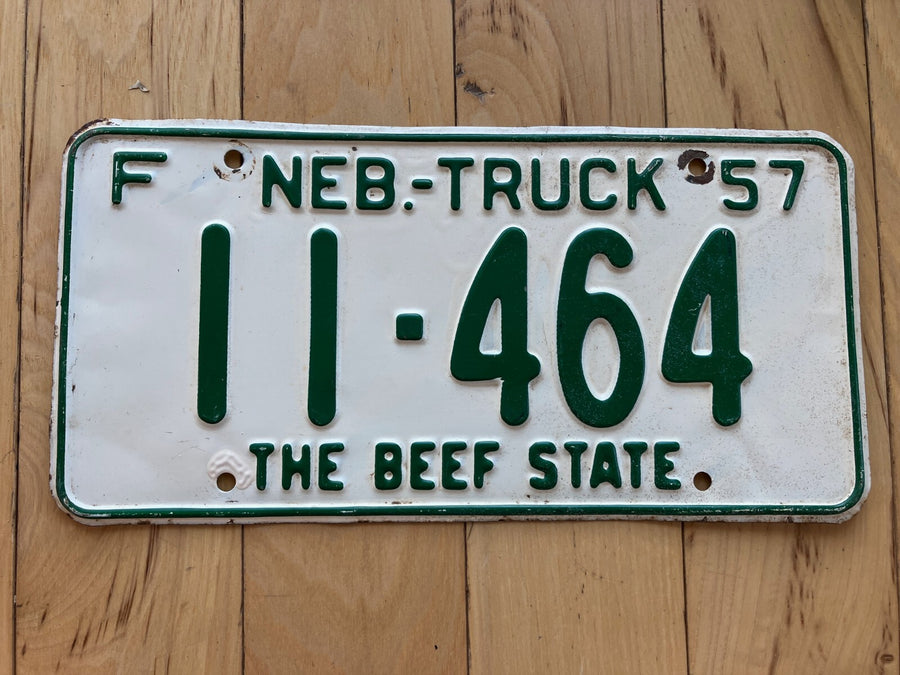 F NEB.-TRUCK 57
11·464
THE BEEF STATE